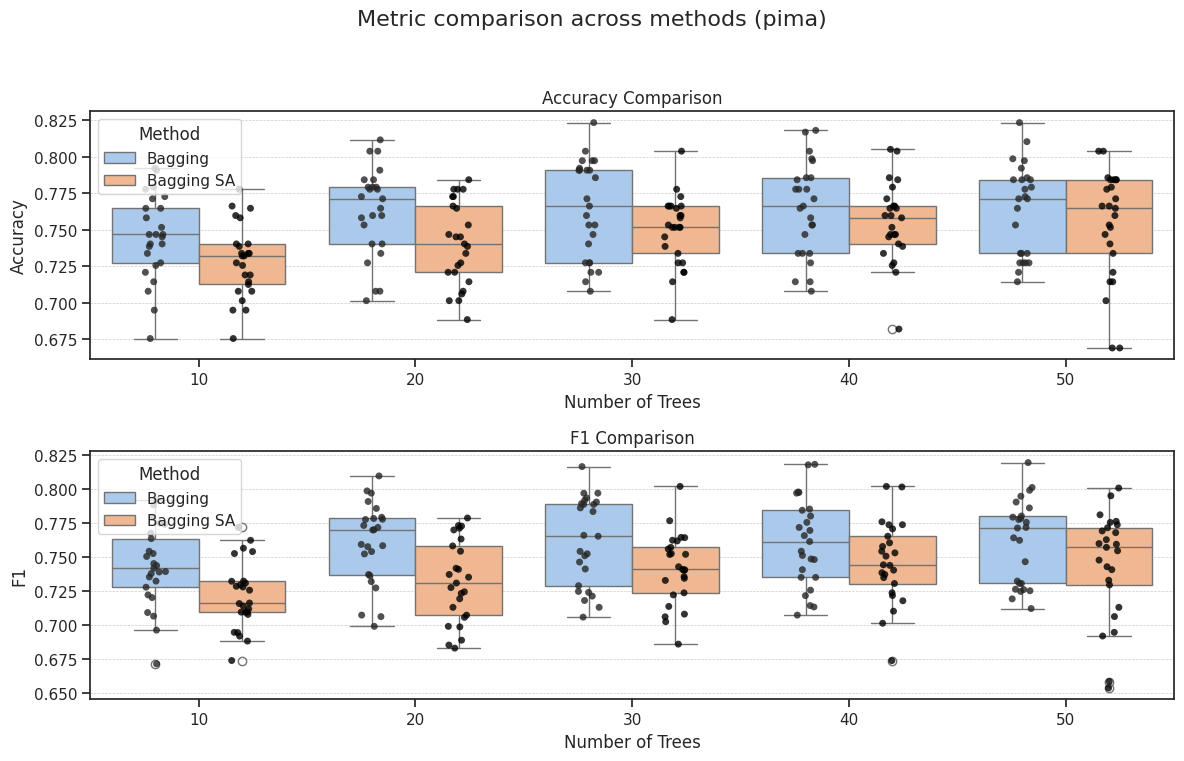 Metric comparison across methods (pima)
Accuracy Comparison
Accuracy
0.825
0.800
0.775
0.750
0.725
0.700
0.675
Method
Bagging
Bagging SA
10 20 30 40 50
Number of Trees
F1 Comparison
F1
0.825
0.800
0.775
0.750
0.725
0.700
0.675
0.650
Method
Bagging
Bagging SA
10 20 30 40 50
Number of Trees